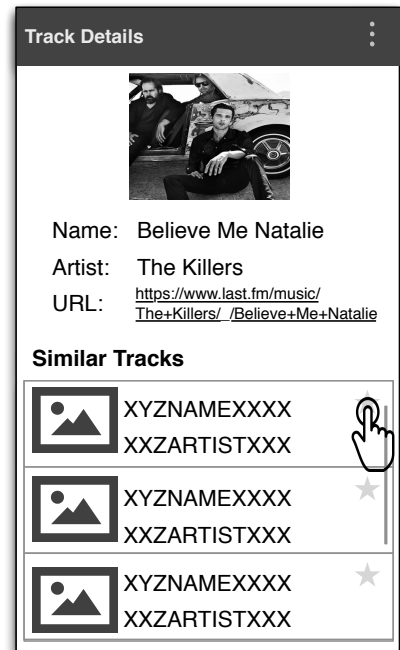 Track Details
Name: Believe Me Natalie
Artist: The Killers
URL: https://www.last.fm/music/
The+Killers/_/Believe+Me+Natalie
Similar Tracks
XYZNAMEXXXX
XXZARTISTXXX
XYZNAMEXXXX
XXZARTISTXXX
XYZNAMEXXXX
XXZARTISTXXX